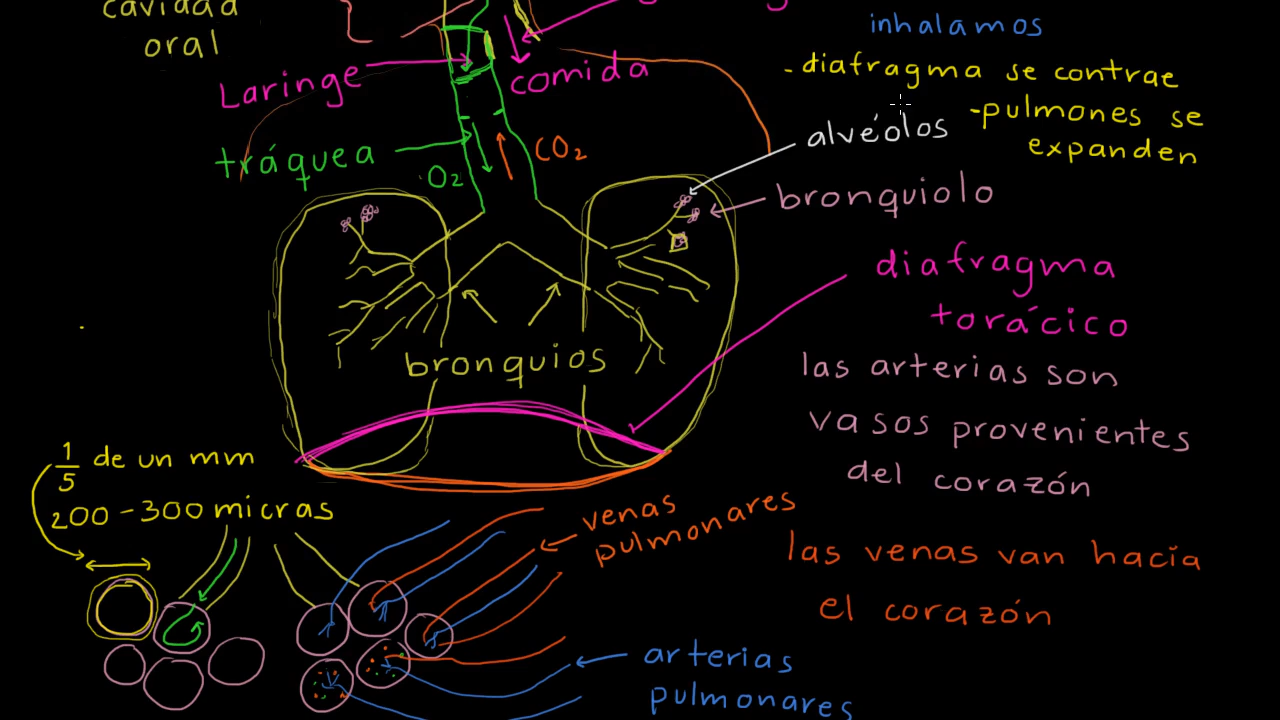 cavidad
oral
Laringe
comida
tráquea
O₂
CO₂
inhalamos
- diafragma se contrae
- pulmones se
expanden
alvéolos
bronquiolo
diafragma
torácico
bronquios
las arterias son
vasos provenientes
del corazón
1/5 de un mm
200 - 300 micras
venas
pulmonares
las venas van hacia
el corazón
arterias
pulmonares